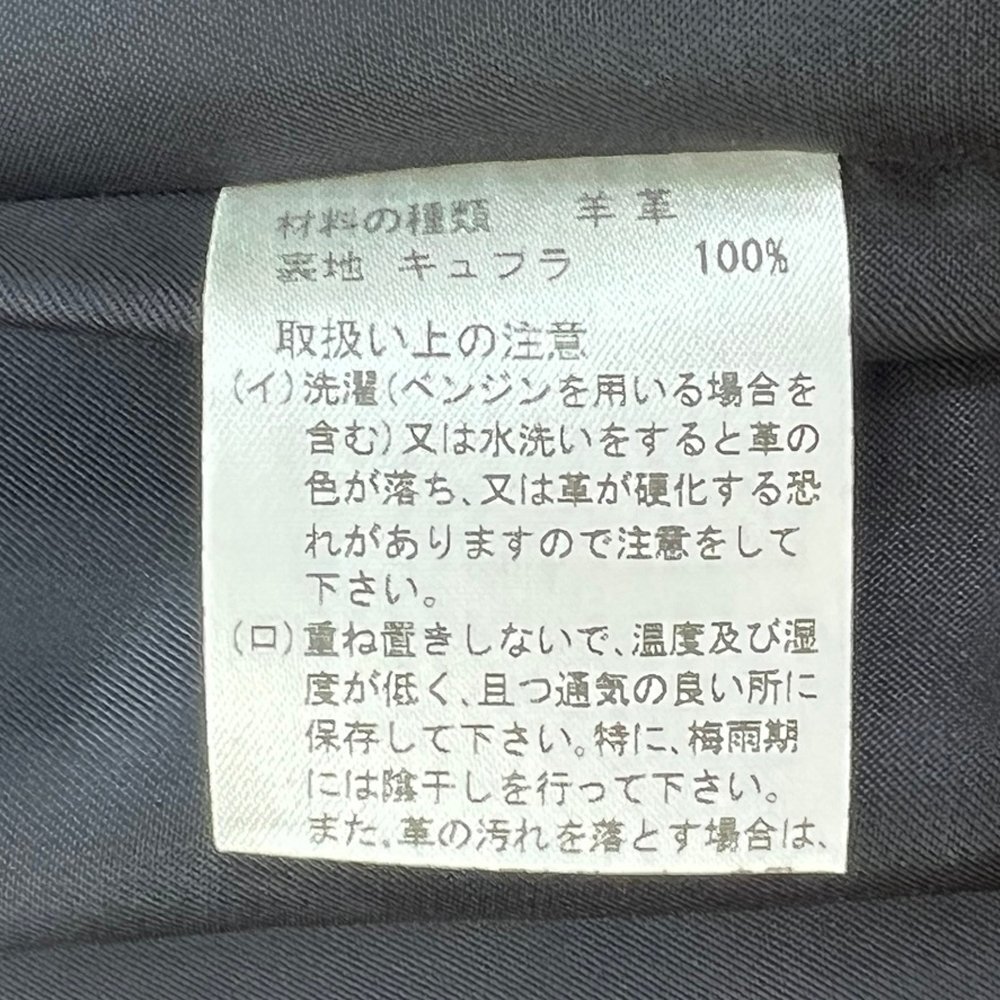 材料の種類 羊革
裏地 キュプラ 100%
取扱い上の注意
(イ)洗濯(ベンジンを用いる場合を
含む)又は水洗いをすると革の
色が落ち、又は革が硬化する恐
れがありますので注意をして
下さい。
(ロ)重ね置きしないで、温度及び湿
度が低く、且つ通気の良い所に
保存して下さい。特に、梅雨期
には陰干しを行って下さい。
また、革の汚れを落とす場合は、